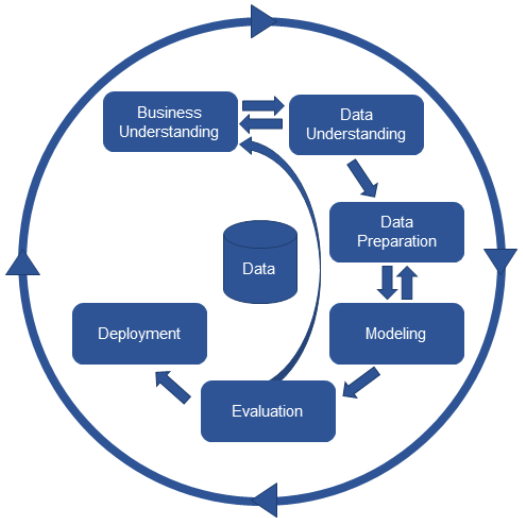 Business
Understanding
Data
Understanding
Data
Preparation
Data
Modeling
Deployment
Evaluation